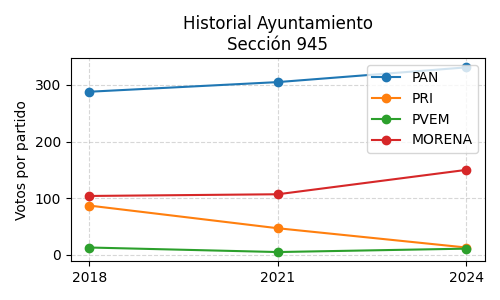 Historial Ayuntamiento
Sección 945
Votos por partido
300
200
100
0
2018
2021
2024
PAN
PRI
PVEM
MORENA